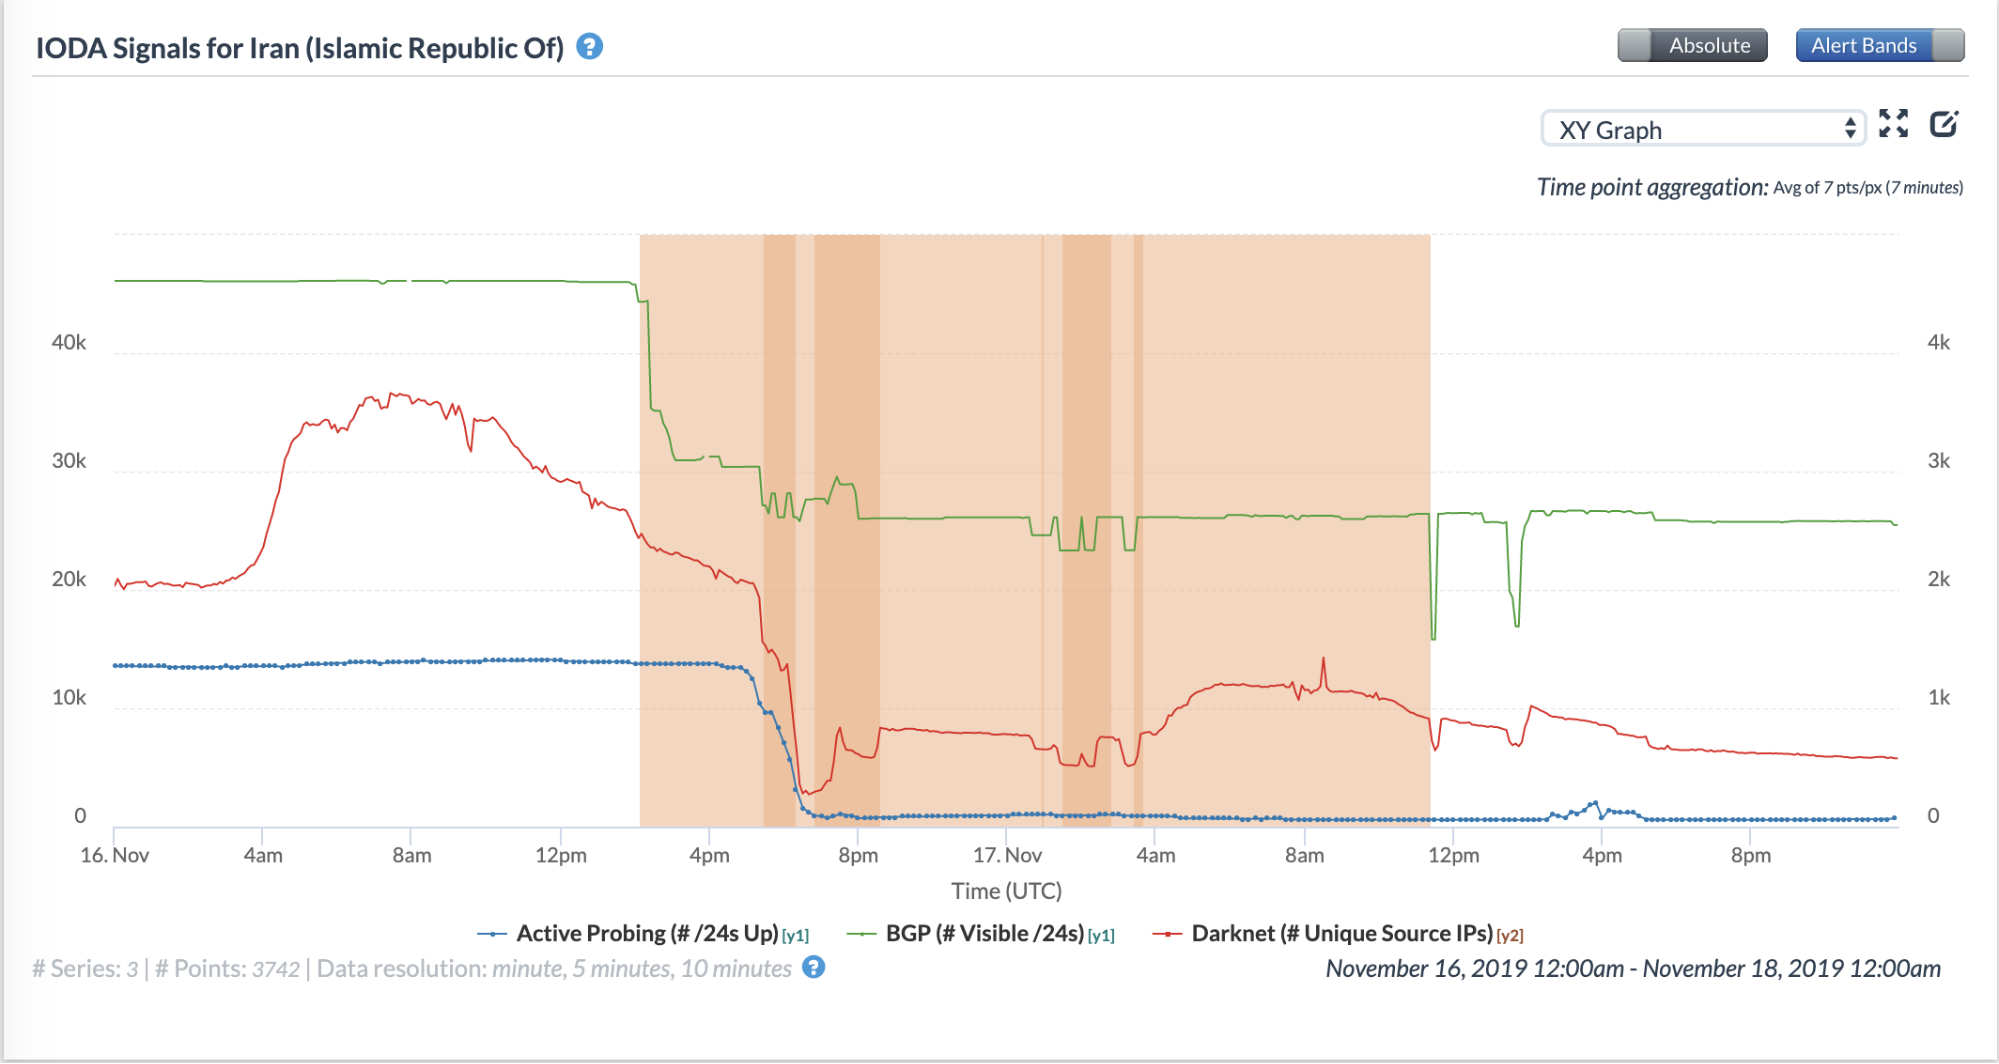 IODA Signals for Iran (Islamic Republic Of) ?
Absolute
Alert Bands
XY Graph
Time point aggregation: Avg of 7 pts/px (7 minutes)
40k
4k
30k
3k
20k
2k
10k
1k
0
0
16. Nov 4am 8am 12pm 4pm 8pm 17. Nov 4am 8am 12pm 4pm 8pm
Time (UTC)
Active Probing (# /24s Up) [y1] BGP (# Visible /24s) [y1] Darknet (# Unique Source IPs) [y2]
# Series: 3 | # Points: 3742 | Data resolution: minute, 5 minutes, 10 minutes ?
November 16, 2019 12:00am - November 18, 2019 12:00am